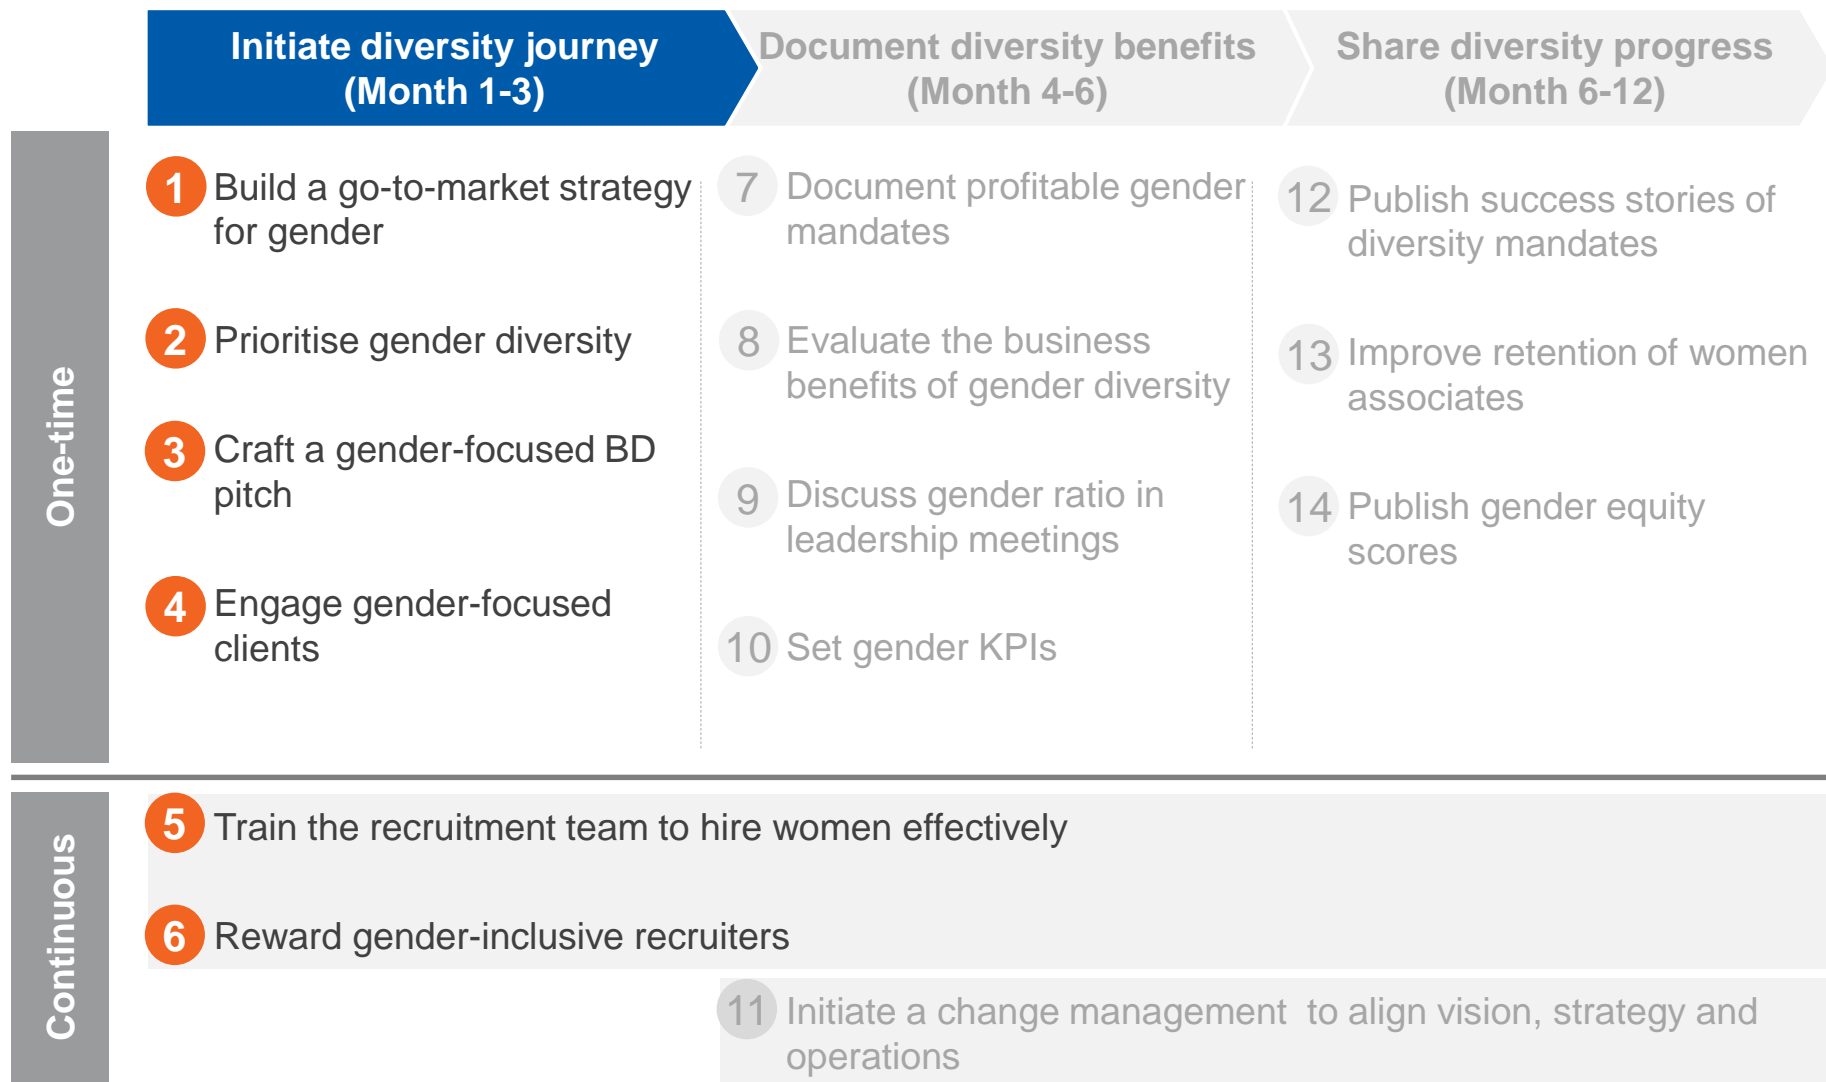 Initiate diversity journey
(Month 1-3)
Document diversity benefits
(Month 4-6)
Share diversity progress
(Month 6-12)
One-time
1 Build a go-to-market strategy
for gender
2 Prioritise gender diversity
3 Craft a gender-focused BD
pitch
4 Engage gender-focused
clients
7 Document profitable gender
mandates
8 Evaluate the business
benefits of gender diversity
9 Discuss gender ratio in
leadership meetings
10 Set gender KPIs
12 Publish success stories of
diversity mandates
13 Improve retention of women
associates
14 Publish gender equity
scores
Continuous
5 Train the recruitment team to hire women effectively
6 Reward gender-inclusive recruiters
11 Initiate a change management  to align vision, strategy and
operations